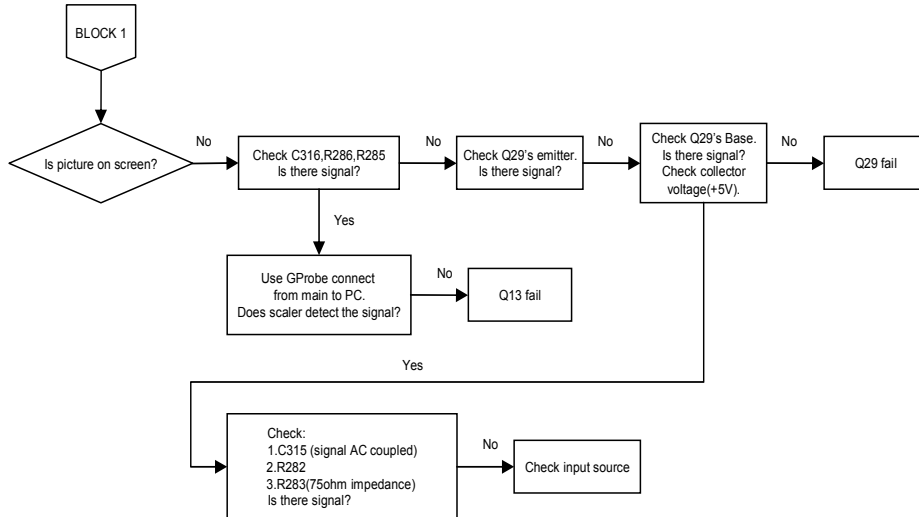 BLOCK 1
Is picture on screen?
No
Check C316,R286,R285
Is there signal?
No
Check Q29's emitter.
Is there signal?
No
Check Q29's Base.
Is there signal?
Check collector
voltage(+5V).
No
Q29 fail
Yes
Use GProbe connect
from main to PC.
Does scaler detect the signal?
No
Q13 fail
Yes
Check:
1.C315 (signal AC coupled)
2.R282
3.R283(75ohm impedance)
Is there signal?
No
Check input source